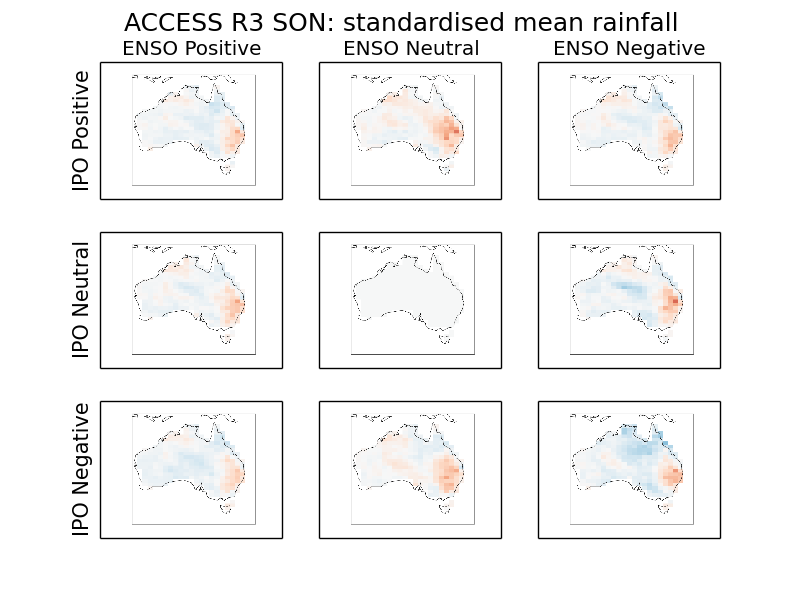 ACCESS R3 SON: standardised mean rainfall
ENSO Positive
ENSO Neutral
ENSO Negative
IPO Positive
IPO Neutral
IPO Negative